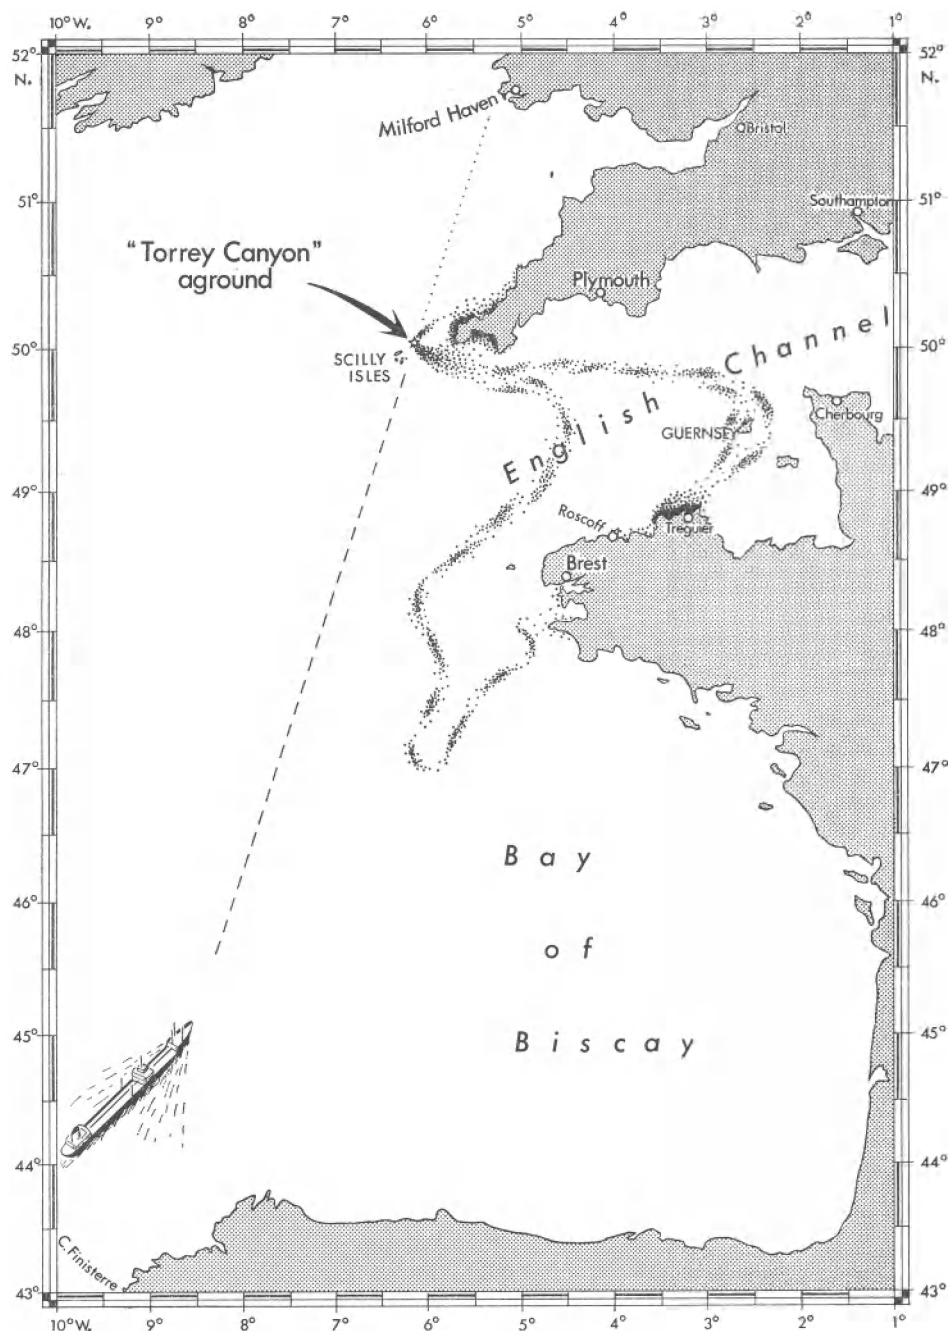 10°W. 9° 8° 7° 6° 5° 4° 3° 2° 1°
52° 52°
N. N.
Milford Haven
Bristol
51° 51°
Southampton
"Torrey Canyon"
aground
Plymouth
50° 50°
SCILLY
ISLES
English Channel
Cherbourg
GUERNSEY
49° 49°
Roscoff
Treguier
Brest
48° 48°
47° 47°
Bay
46° 46°
of
45° 45°
Biscay
44° 44°
C. Finisterre
43° 43°
10°W. 9° 8° 7° 6° 5° 4° 3° 2° 1°